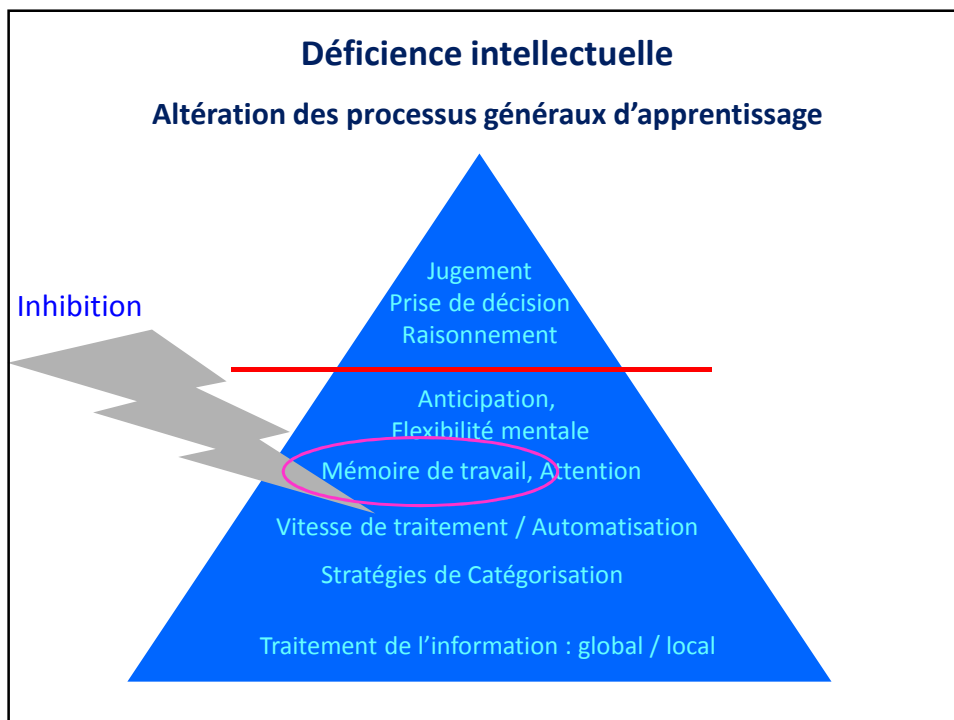 Déficience intellectuelle
Altération des processus généraux d’apprentissage
Jugement
Prise de décision
Raisonnement
Inhibition
Anticipation,
Flexibilité mentale
Mémoire de travail, Attention
Vitesse de traitement / Automatisation
Stratégies de Catégorisation
Traitement de l’information : global / local